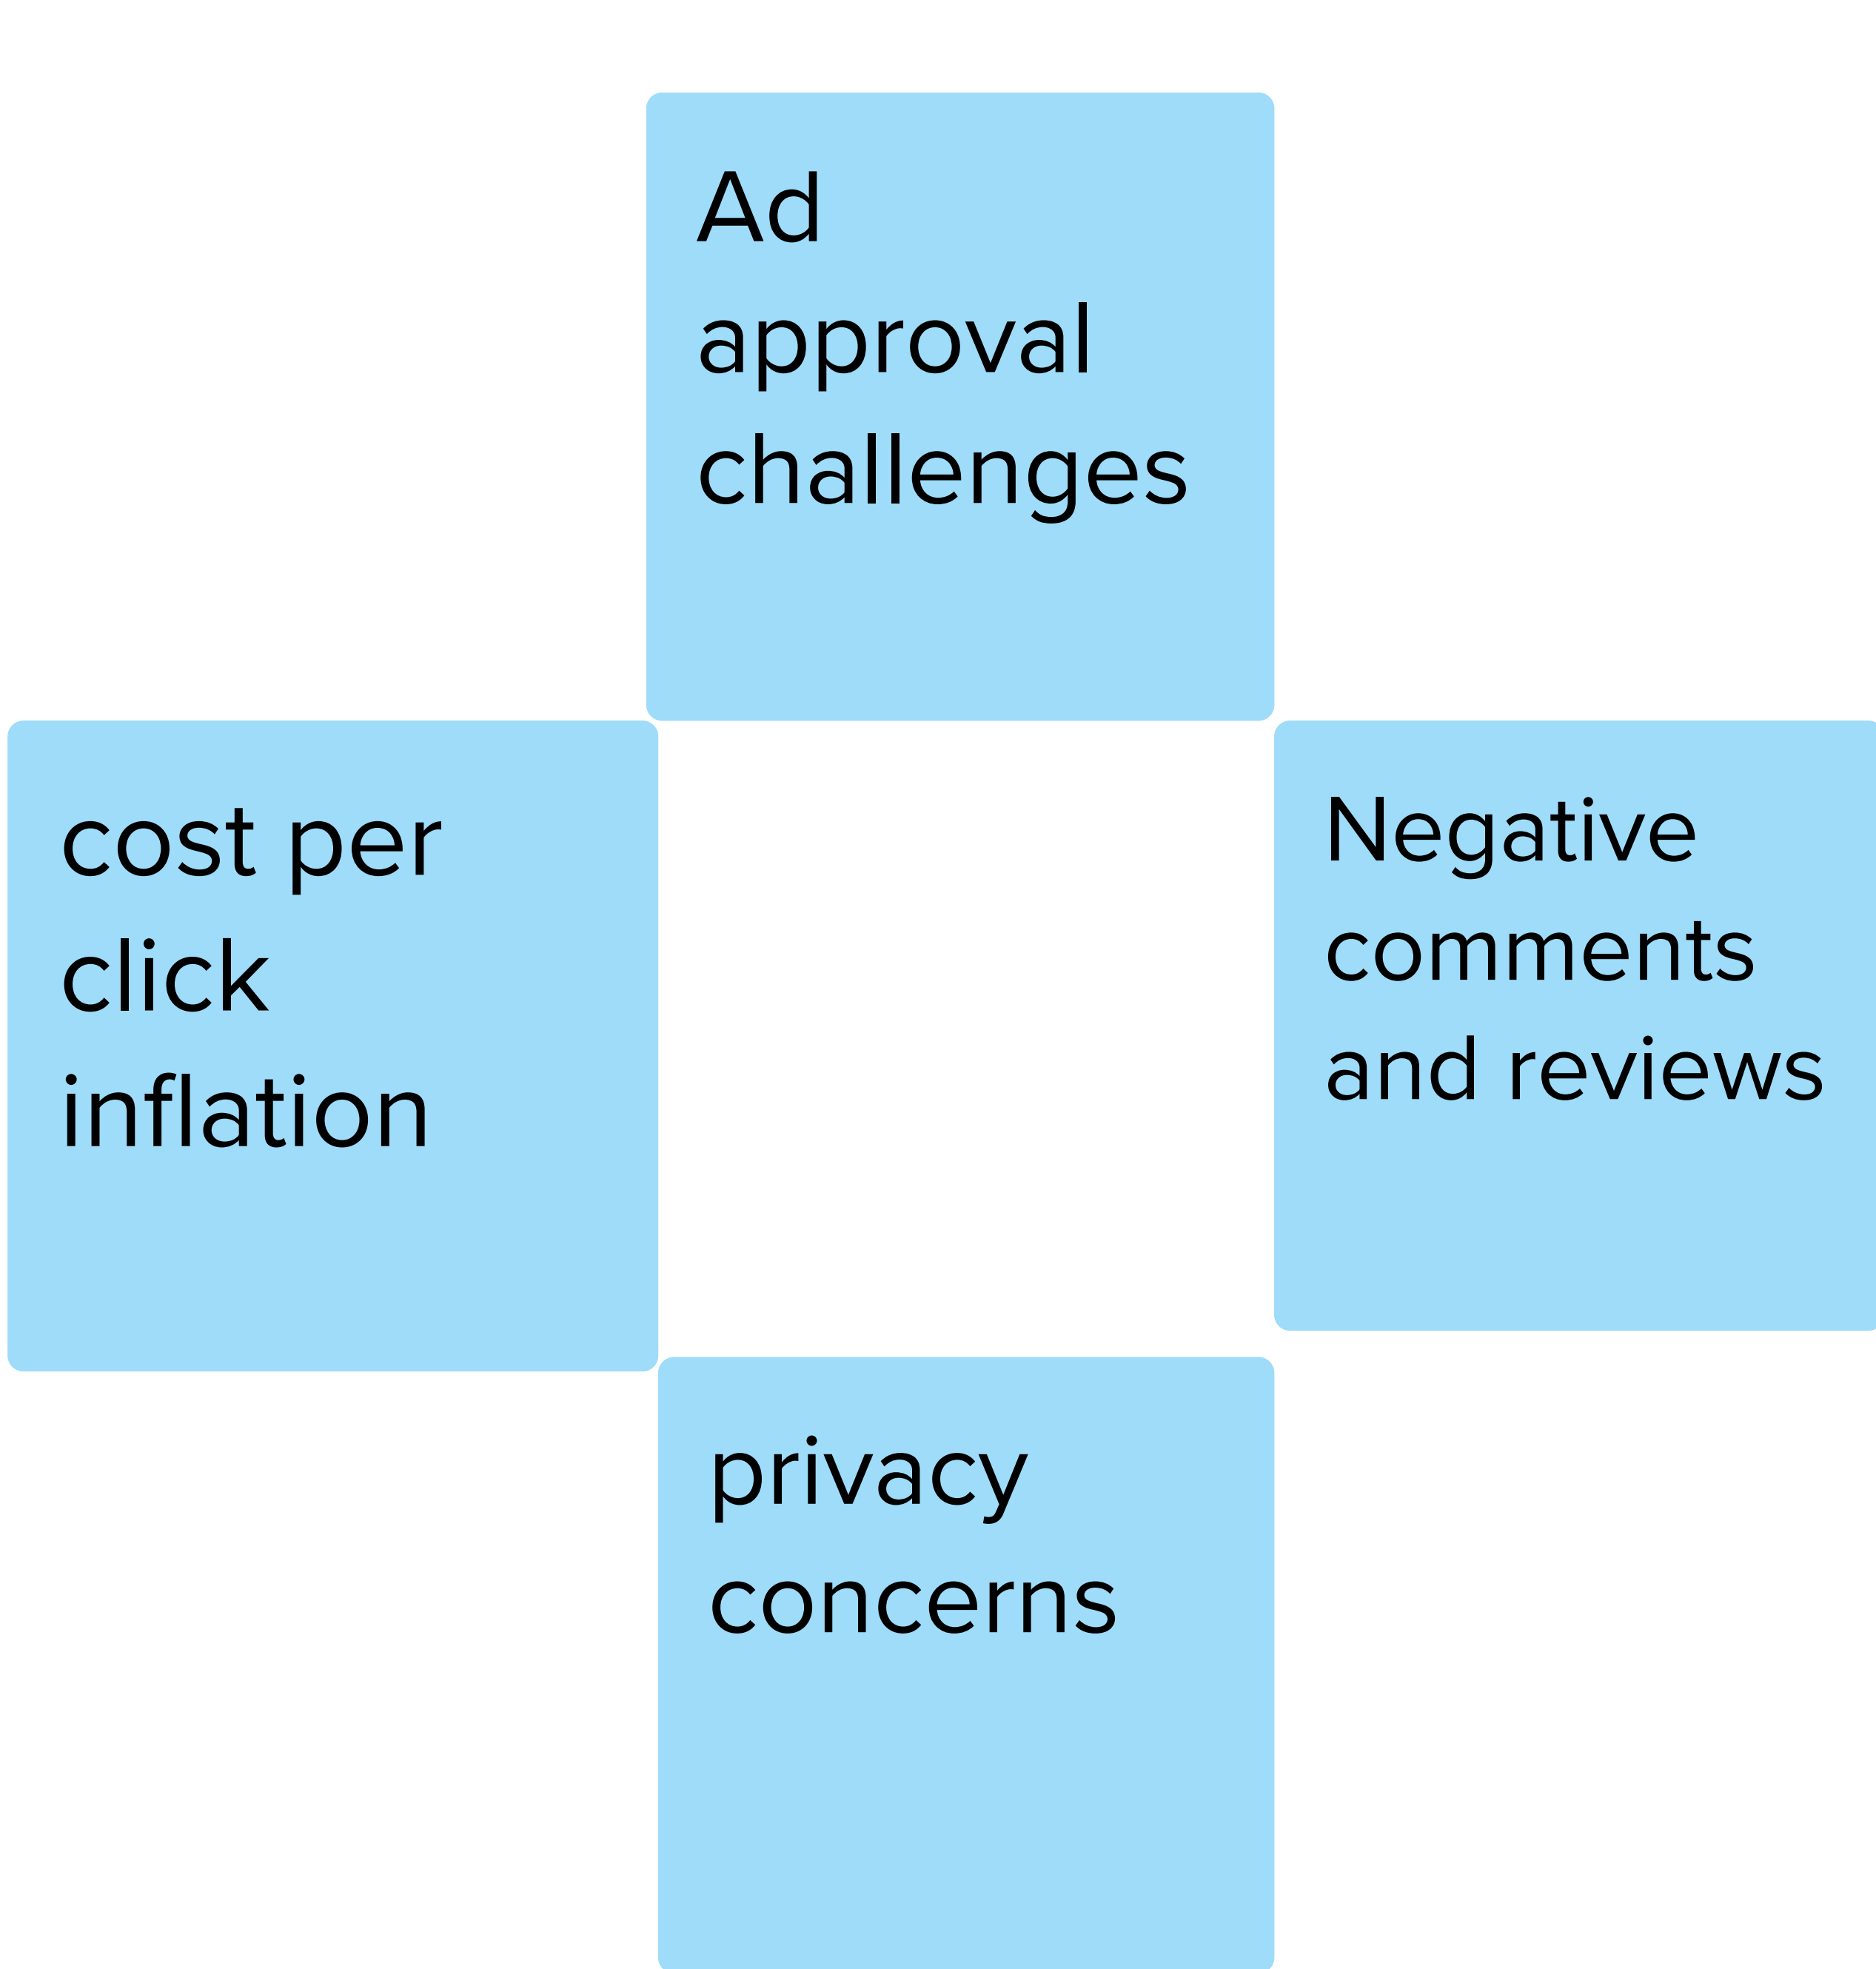 Ad
approval
challenges
cost per
click
inflation
Negative
comments
and reviews
privacy
concerns